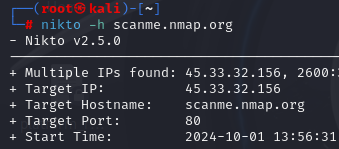 (root㉿kali)-[~]
# nikto -h scanme.nmap.org
- Nikto v2.5.0
+ Multiple IPs found: 45.33.32.156, 2600:
+ Target IP: 45.33.32.156
+ Target Hostname: scanme.nmap.org
+ Target Port: 80
+ Start Time: 2024-10-01 13:56:31